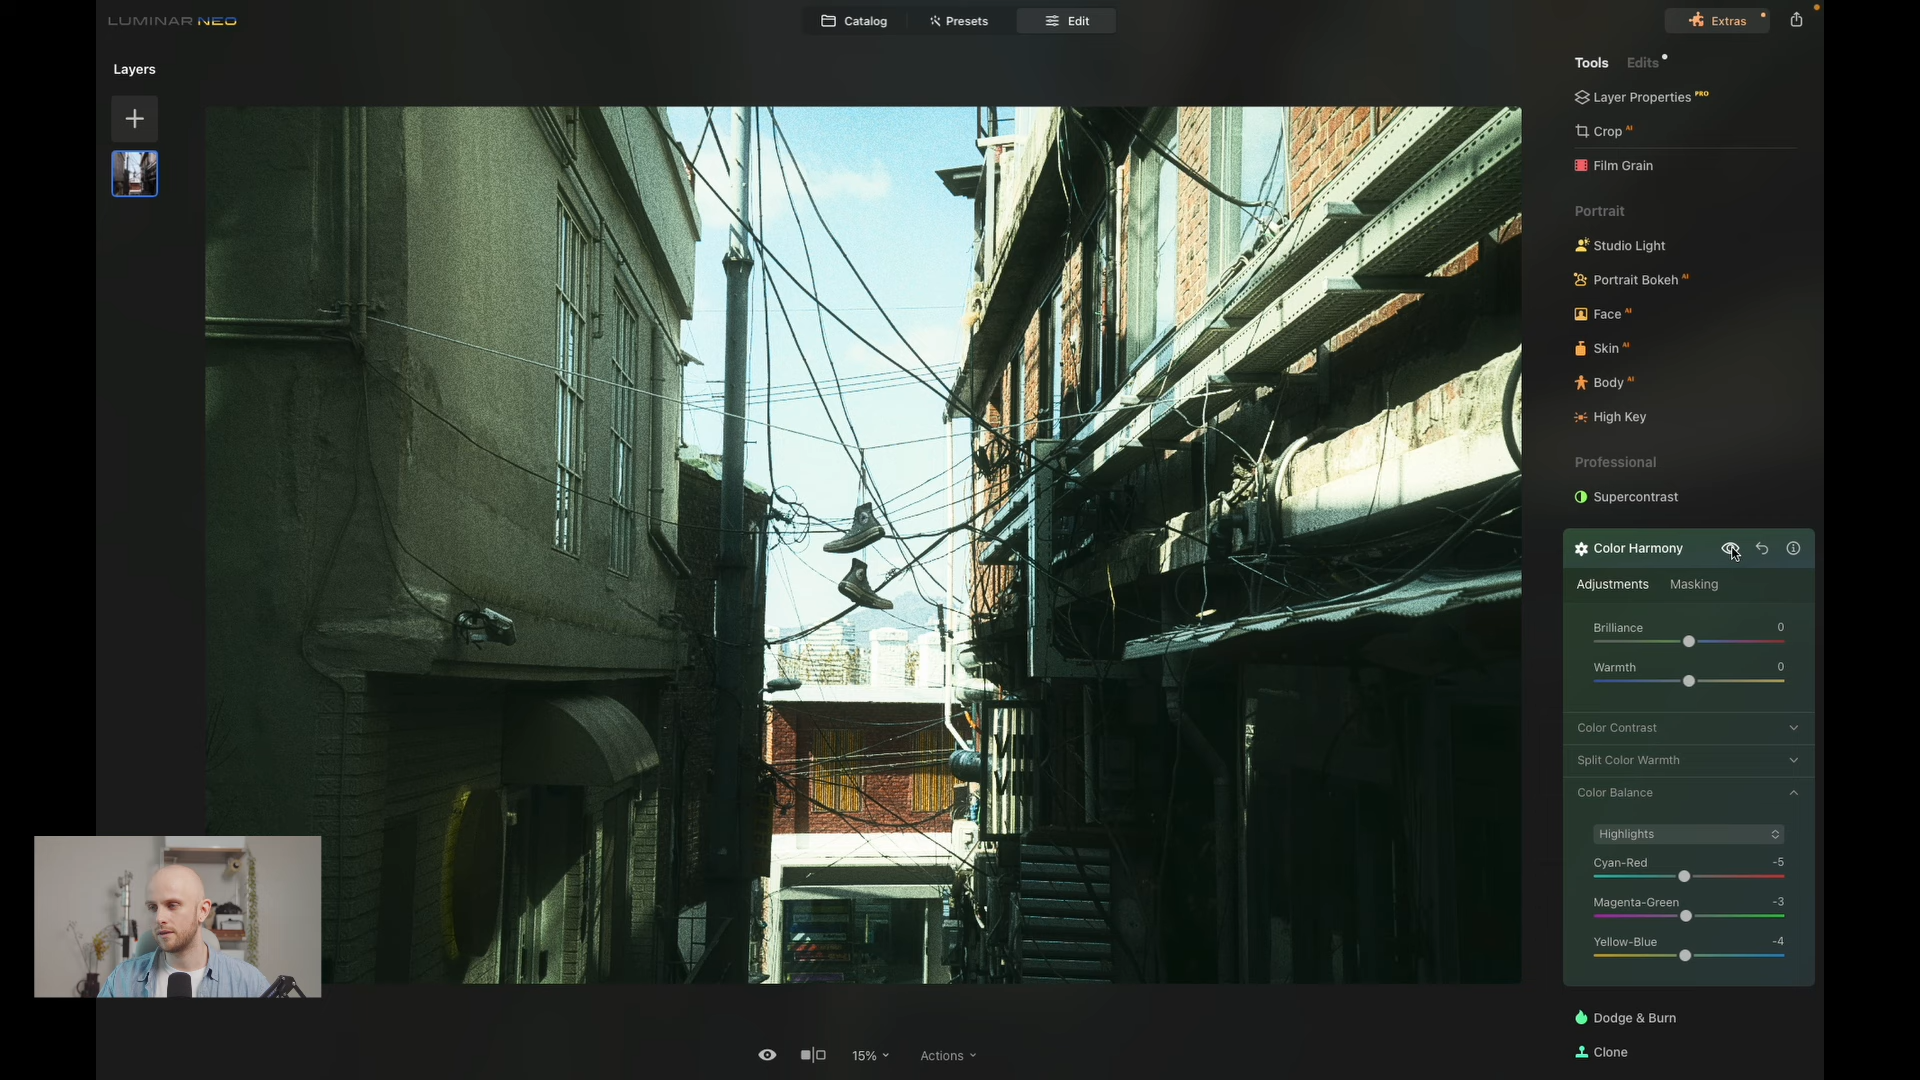 LUMINAR NEO
Catalog
Presets
Edit
Extras
Layers
Tools
Edits
Layer Properties PRO
Crop AI
Film Grain
Portrait
Studio Light
Portrait Bokeh AI
Face AI
Skin AI
Body AI
High Key
Professional
Supercontrast
Color Harmony
Adjustments
Masking
Brilliance 0
Warmth 0
Color Contrast
Split Color Warmth
Color Balance
Highlights
Cyan-Red -5
Magenta-Green -3
Yellow-Blue -4
Dodge & Burn
Clone
15%
Actions